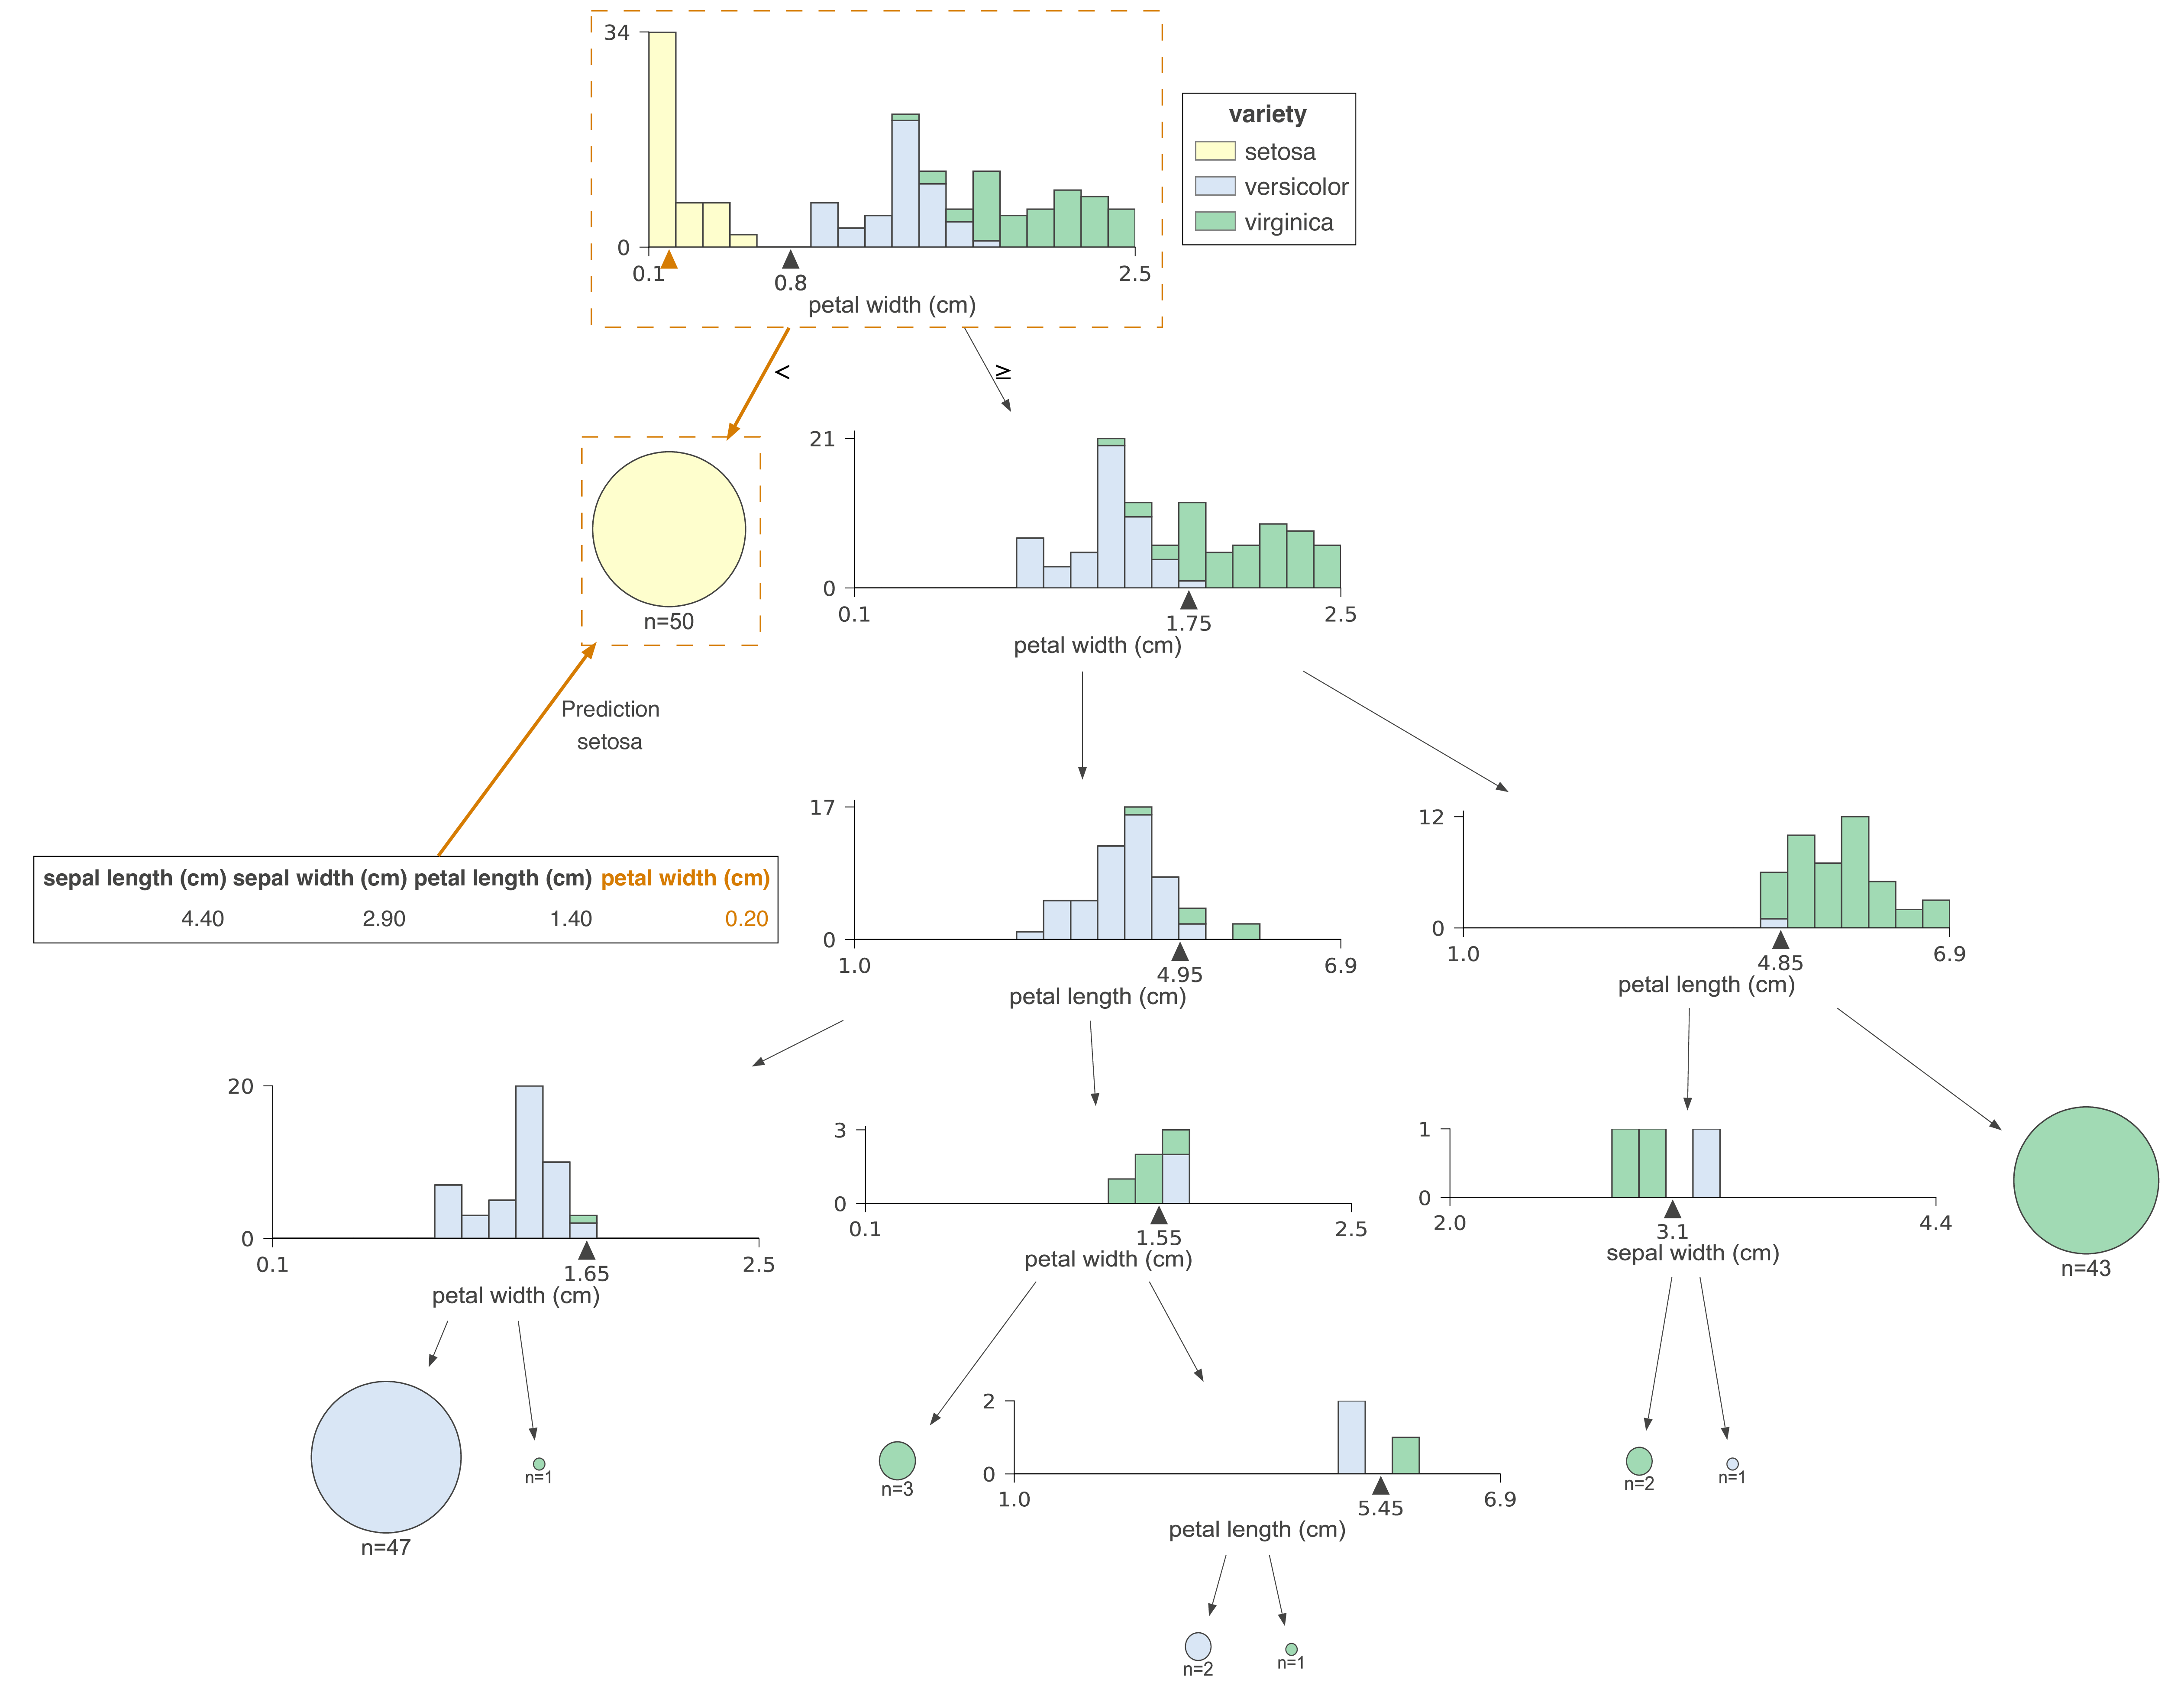 34
0
0.1
0.8
2.5
petal width (cm)
variety
setosa
versicolor
virginica
<
≥
n=50
21
0
0.1
1.75
2.5
petal width (cm)
Prediction
setosa
sepal length (cm) sepal width (cm) petal length (cm) petal width (cm)
4.40 2.90 1.40 0.20
17
0
1.0
4.95
6.9
petal length (cm)
12
0
1.0
4.85
6.9
petal length (cm)
20
0
0.1
1.65
2.5
petal width (cm)
3
0
0.1
1.55
2.5
petal width (cm)
1
0
2.0
3.1
4.4
sepal width (cm)
n=43
n=47
n=1
n=3
2
0
1.0
5.45
6.9
petal length (cm)
n=2
n=1
n=2
n=1